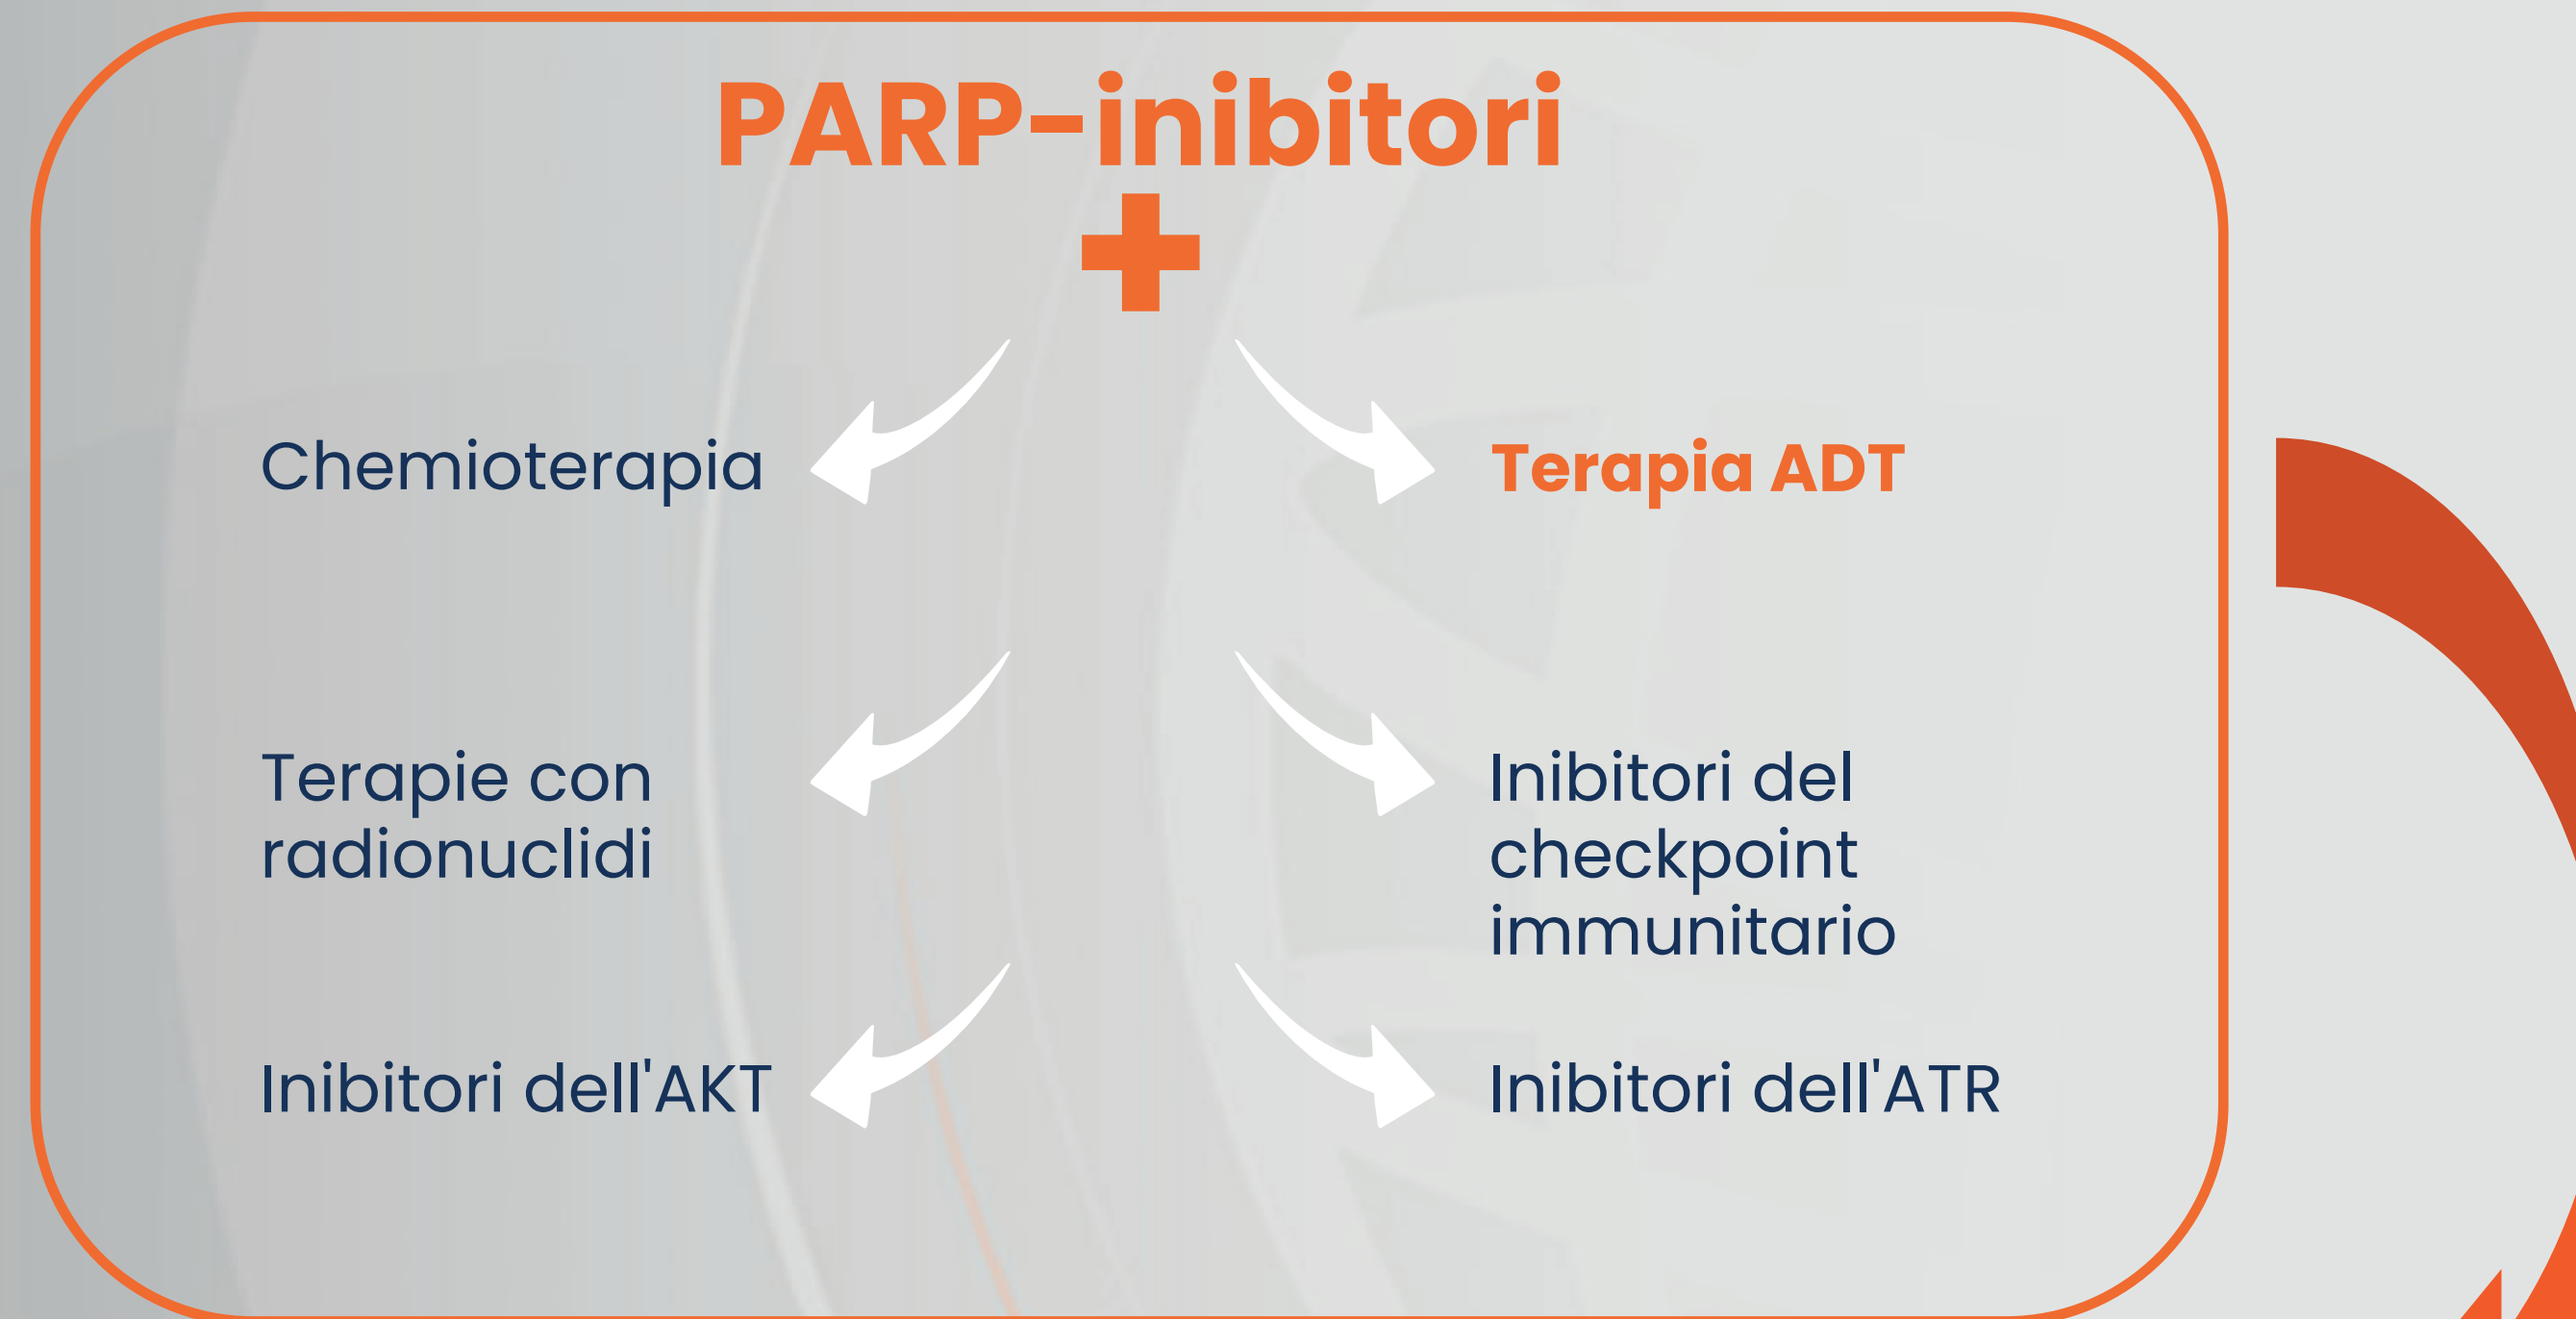 PARP-inibitori
Chemioterapia
Terapia ADT
Terapie con
radionuclidi
Inibitori del
checkpoint
immunitario
Inibitori dell'AKT
Inibitori dell'ATR